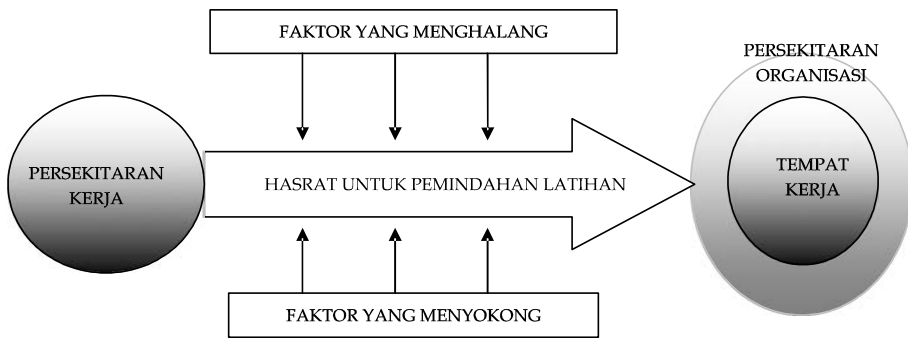 FAKTOR YANG MENGHALANG
PERSEKITARAN
ORGANISASI
PERSEKITARAN
KERJA
HASRAT UNTUK PEMINDAHAN LATIHAN
TEMPAT
KERJA
FAKTOR YANG MENYOKONG